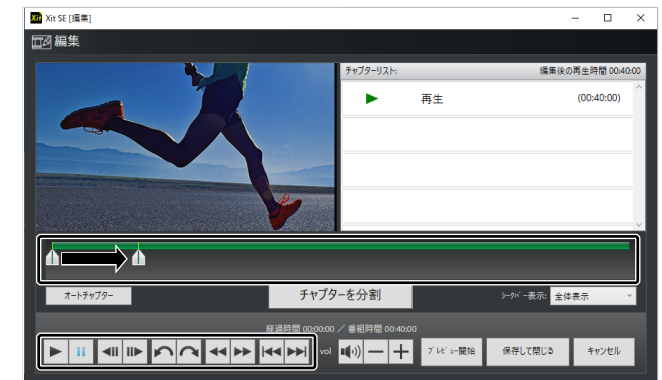 Xit Xit SE [編集]
編集
チャプターリスト: 編集後の再生時間 00:40:00
再生 (00:40:00)
オートチャプター チャプターを分割 シークバー表示: 全体表示
経過時間 00:00:00 / 番組時間 00:40:00
vol プレビュー開始 保存して閉じる キャンセル